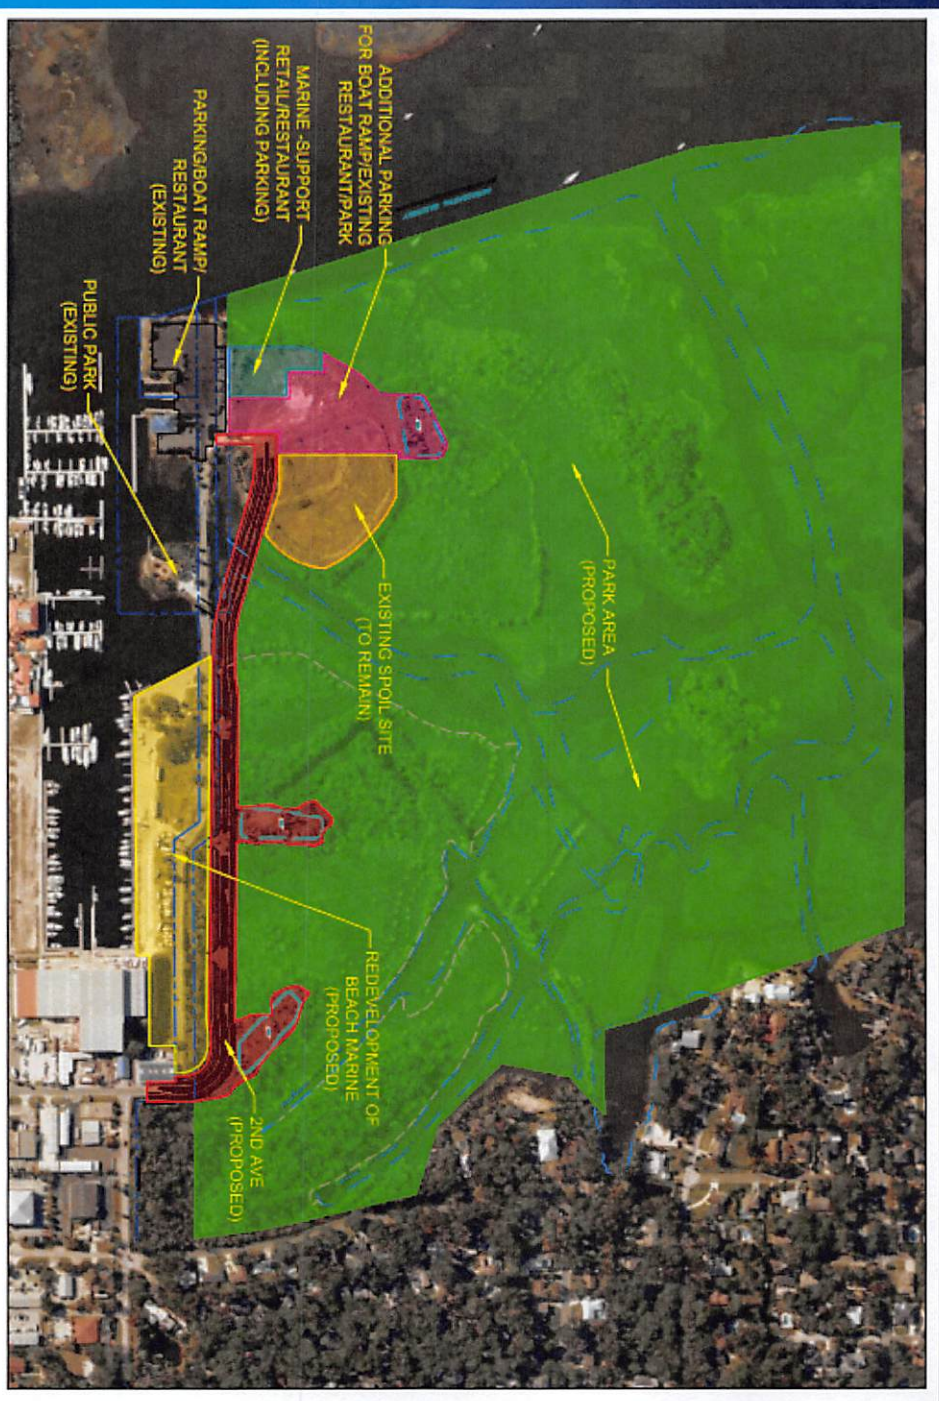 ADDITIONAL PARKING
FOR BOAT RAMP/EXISTING
RESTAURANT/PARK
MARINE -SUPPORT
RETAIL/RESTAURANT
(INCLUDING PARKING)
PARKING/BOAT RAMP/
RESTAURANT
(EXISTING)
PUBLIC PARK
(EXISTING)
PARK AREA
(PROPOSED)
EXISTING SPOIL SITE
(TO REMAIN)
REDEVELOPMENT OF
BEACH MARINE
(PROPOSED)
2ND AVE
(PROPOSED)